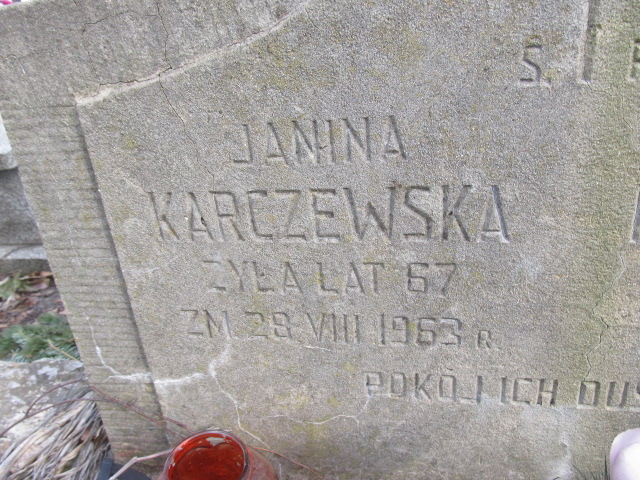 Ś.
JANINA
KARCZEWSKA
ŻYŁA LAT 67
ZM 28 VIII 1963 R.
POKÓJ ICH DUS